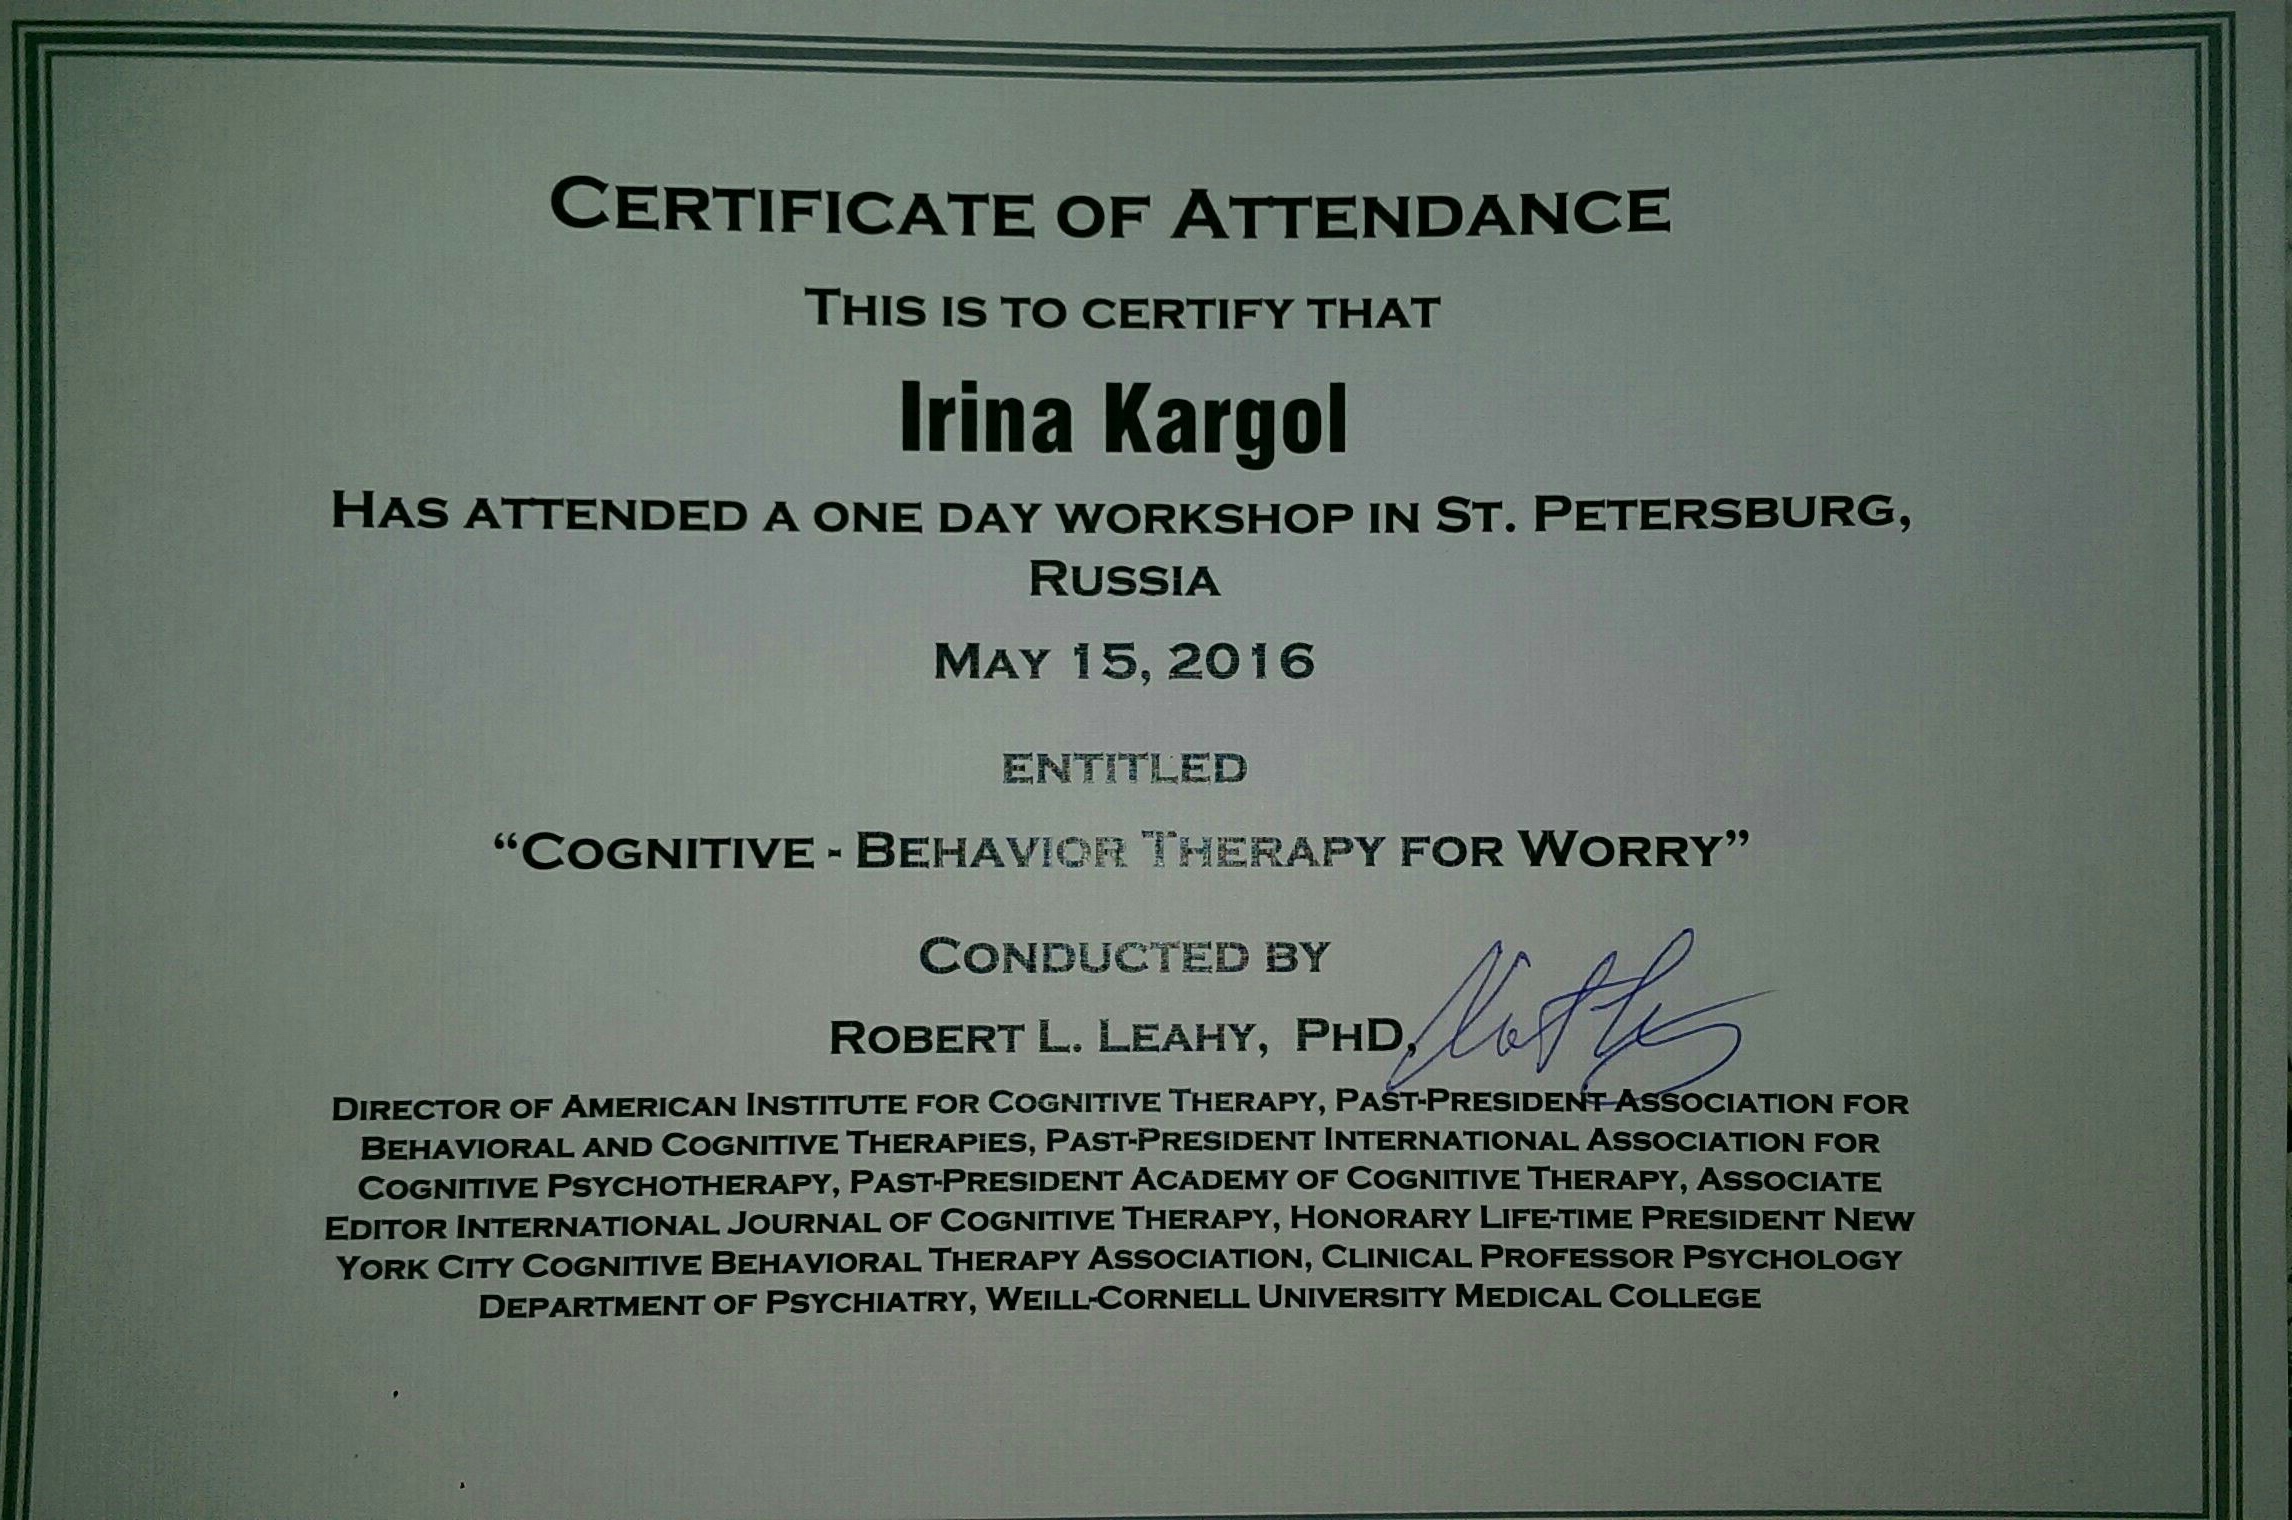 CERTIFICATE OF ATTENDANCE
THIS IS TO CERTIFY THAT
Irina Kargol
HAS ATTENDED A ONE DAY WORKSHOP IN ST. PETERSBURG,
RUSSIA
MAY 15, 2016
ENTITLED
“COGNITIVE - BEHAVIOR THERAPY FOR WORRY”
CONDUCTED BY
ROBERT L. LEAHY, PHD,
DIRECTOR OF AMERICAN INSTITUTE FOR COGNITIVE THERAPY, PAST-PRESIDENT ASSOCIATION FOR
BEHAVIORAL AND COGNITIVE THERAPIES, PAST-PRESIDENT INTERNATIONAL ASSOCIATION FOR
COGNITIVE PSYCHOTHERAPY, PAST-PRESIDENT ACADEMY OF COGNITIVE THERAPY, ASSOCIATE
EDITOR INTERNATIONAL JOURNAL OF COGNITIVE THERAPY, HONORARY LIFE-TIME PRESIDENT NEW
YORK CITY COGNITIVE BEHAVIORAL THERAPY ASSOCIATION, CLINICAL PROFESSOR PSYCHOLOGY
DEPARTMENT OF PSYCHIATRY, WEILL-CORNELL UNIVERSITY MEDICAL COLLEGE